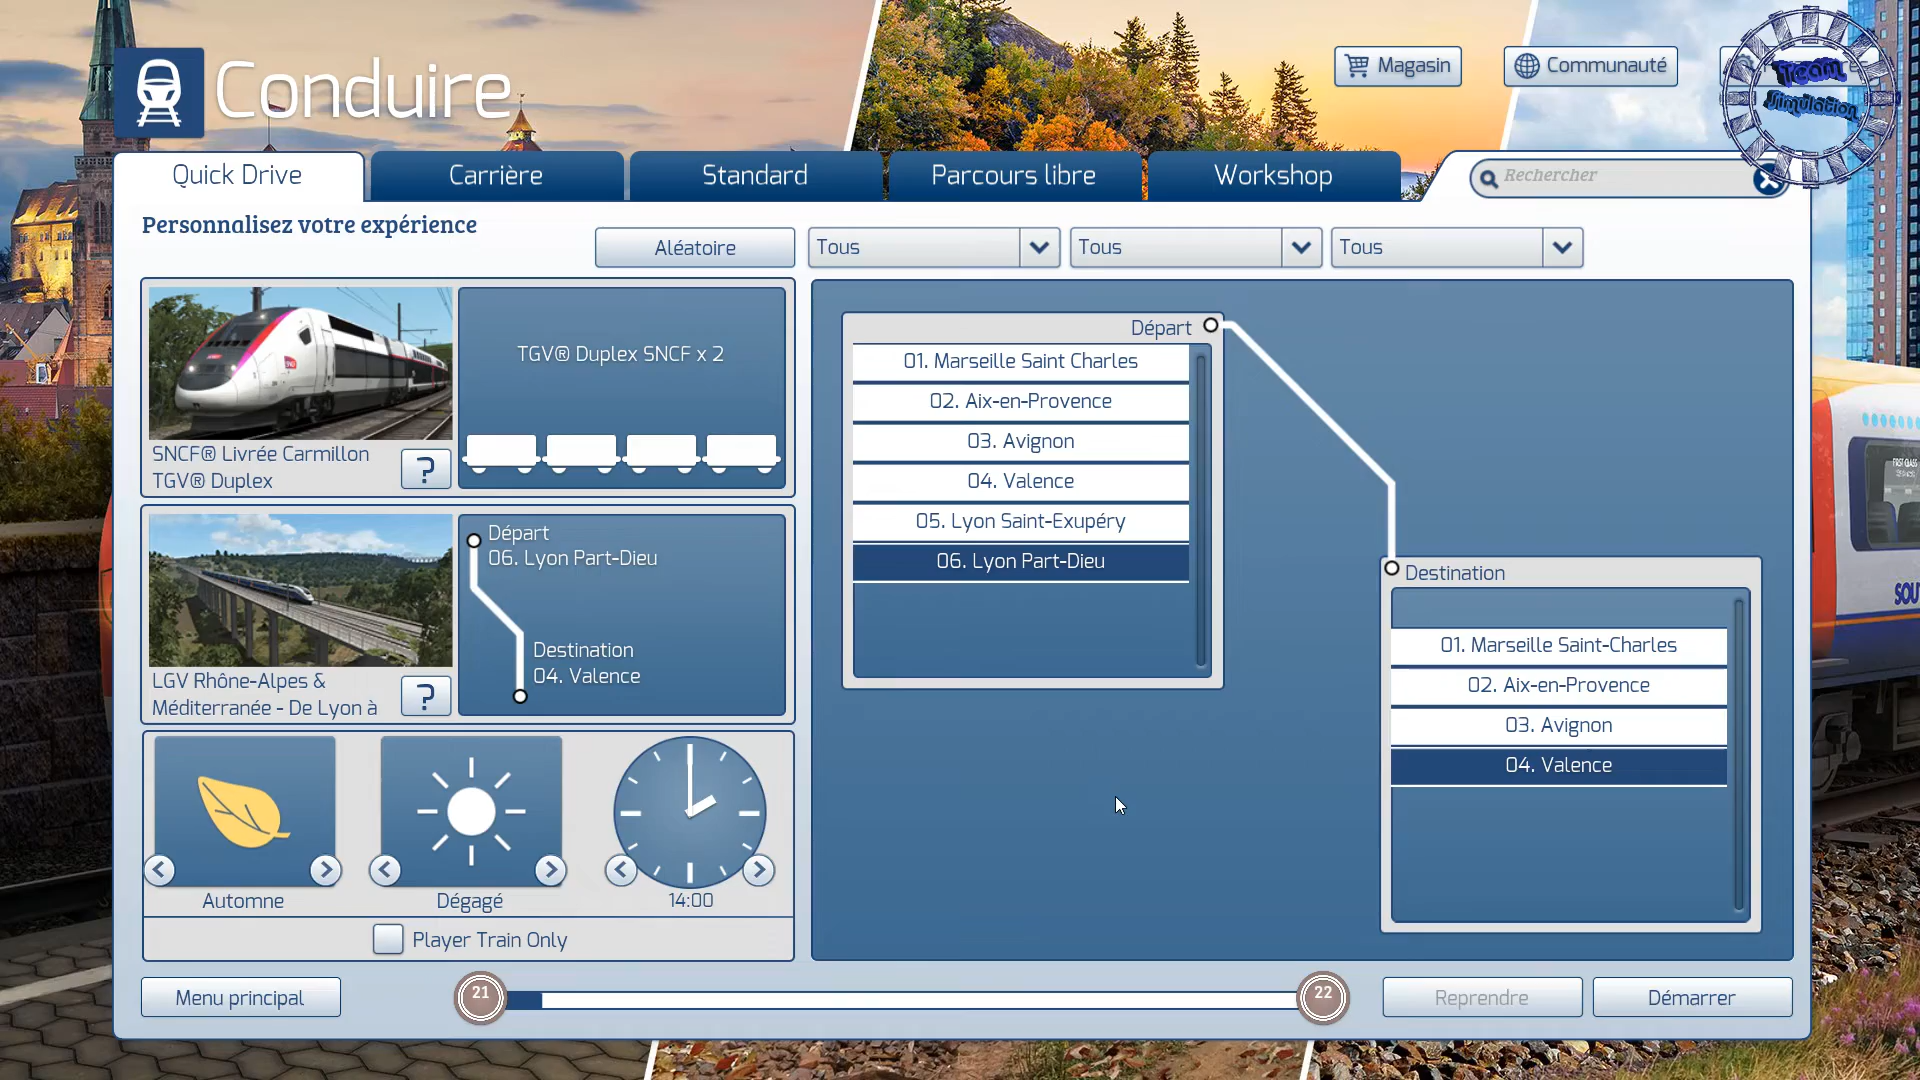 Conduire
Magasin
Communauté
Team
Simulation
Quick Drive
Carrière
Standard
Parcours libre
Workshop
Rechercher
Personnalisez votre expérience
Aléatoire
Tous
Tous
Tous
TGV® Duplex SNCF x 2
SNCF® Livrée Carmillon
TGV® Duplex
?
Départ
06. Lyon Part-Dieu
Destination
04. Valence
LGV Rhône-Alpes &
Méditerranée - De Lyon à
?
Automne
Dégagé
14:00
Player Train Only
Départ
01. Marseille Saint Charles
02. Aix-en-Provence
03. Avignon
04. Valence
05. Lyon Saint-Exupéry
06. Lyon Part-Dieu
Destination
01. Marseille Saint-Charles
02. Aix-en-Provence
03. Avignon
04. Valence
FIRST CLASS
SOU
Menu principal
21
22
Reprendre
Démarrer